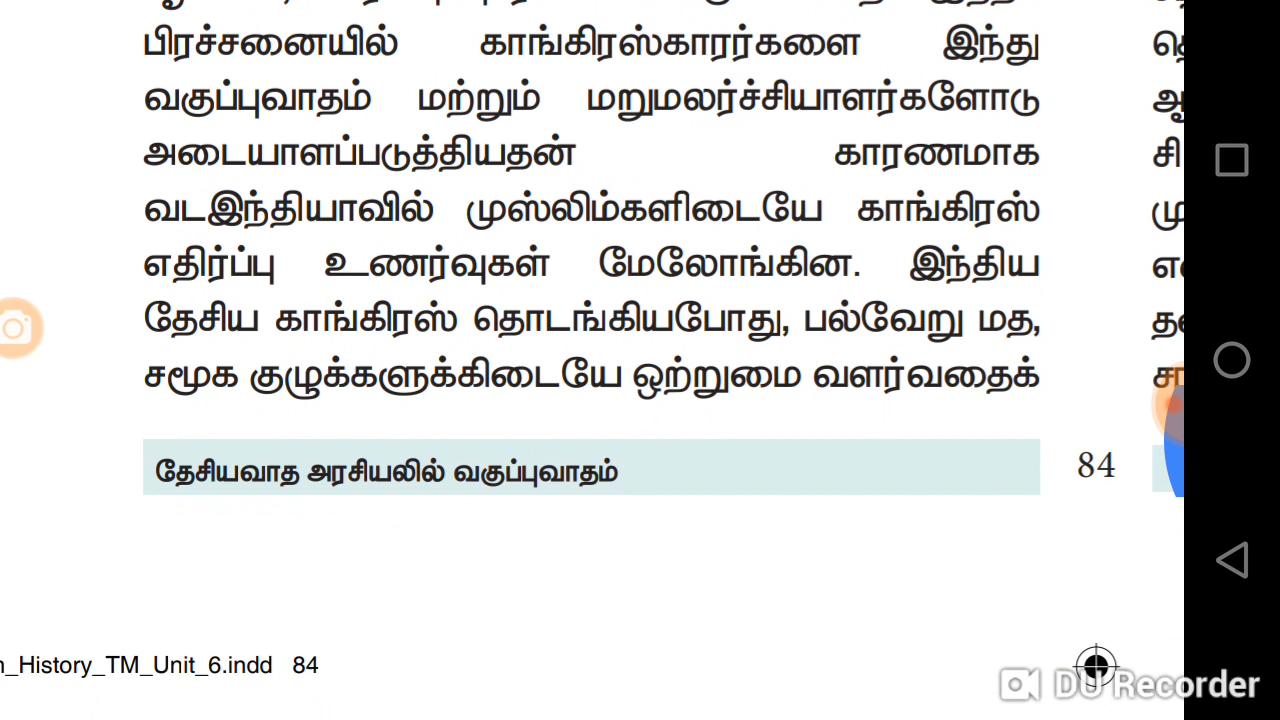 பிரச்சனையில் காங்கிரஸ்காரர்களை இந்து
வகுப்புவாதம் மற்றும் மறுமலர்ச்சியாளர்களோடு
அடையாளப்படுத்தியதன் காரணமாக
வடஇந்தியாவில் முஸ்லிம்களிடையே காங்கிரஸ்
எதிர்ப்பு உணர்வுகள் மேலோங்கின. இந்திய
தேசிய காங்கிரஸ் தொடங்கியபோது, பல்வேறு மத,
சமூக குழுக்களுக்கிடையே ஒற்றுமை வளர்வதைக்
தேசியவாத அரசியலில் வகுப்புவாதம் 84
_History_TM_Unit_6.indd 84
DU Recorder